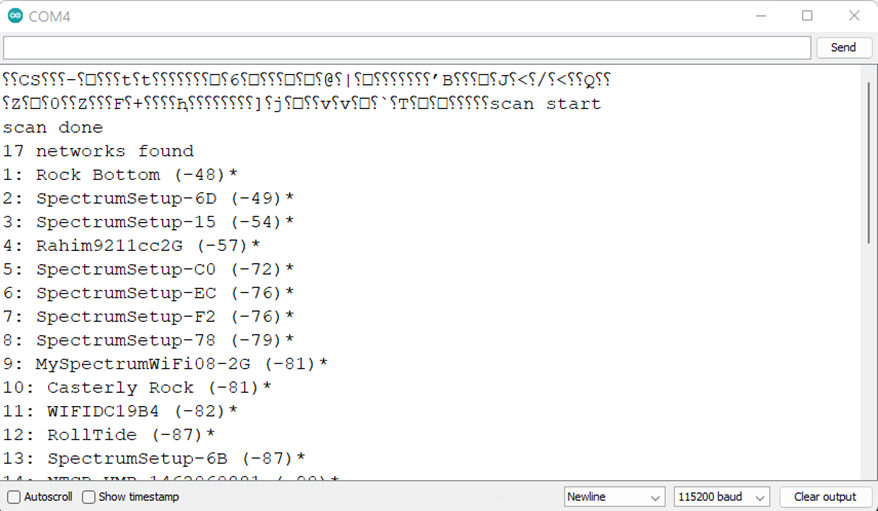 COM4
Send
scan start
scan done
17 networks found
1: Rock Bottom (-48)*
2: SpectrumSetup-6D (-49)*
3: SpectrumSetup-15 (-54)*
4: Rahim9211cc2G (-57)*
5: SpectrumSetup-C0 (-72)*
6: SpectrumSetup-EC (-76)*
7: SpectrumSetup-F2 (-76)*
8: SpectrumSetup-78 (-79)*
9: MySpectrumWiFi08-2G (-81)*
10: Casterly Rock (-81)*
11: WIFIDC19B4 (-82)*
12: RollTide (-87)*
13: SpectrumSetup-6B (-87)*
Autoscroll Show timestamp Newline 115200 baud Clear output